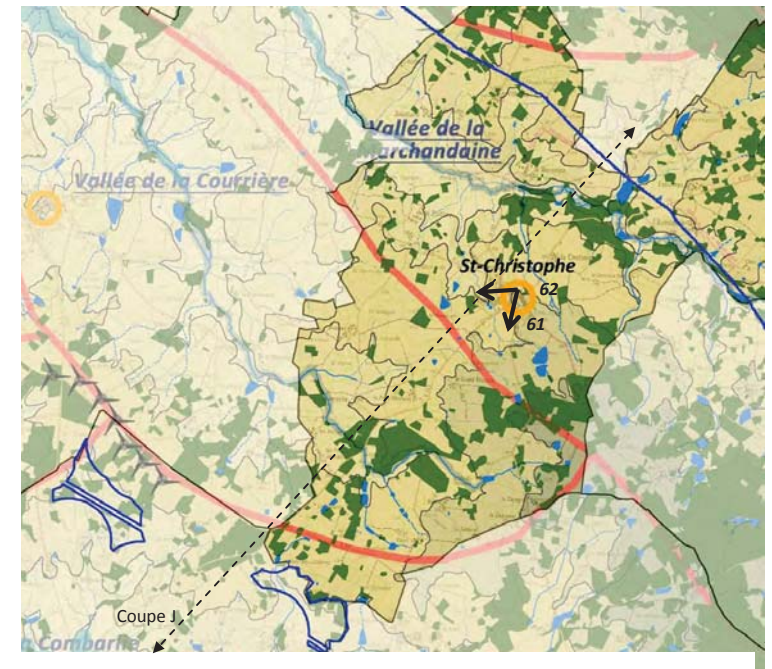 Vallée de la
archandaine
Vallée de la Courrière
St-Christophe
62
61
Coupe J
Combarlie